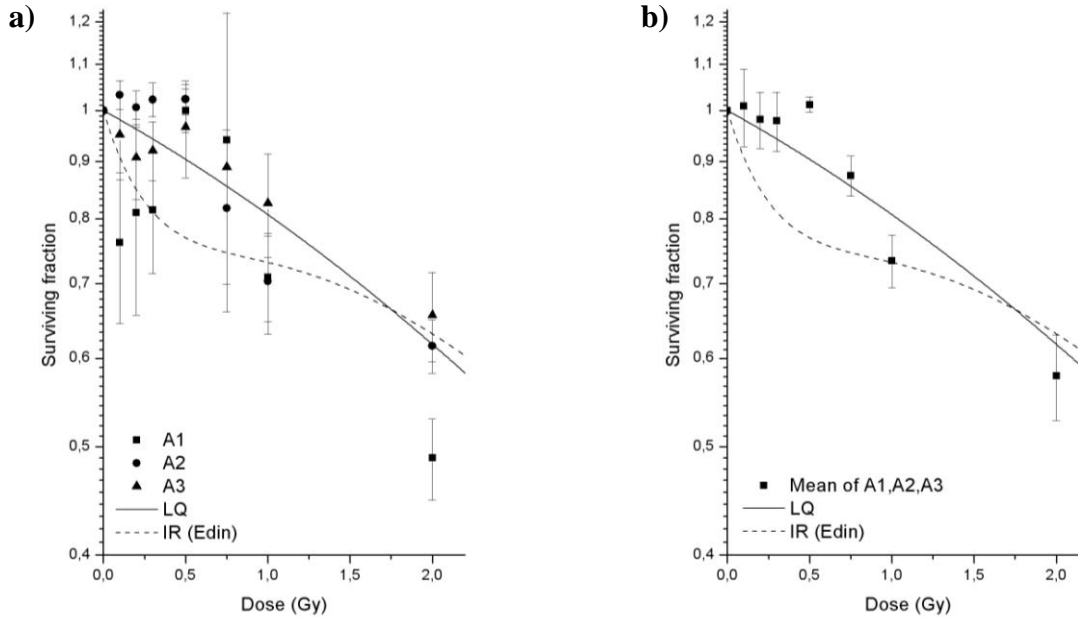 a)
1,2
1,1
1
0,9
0,8
0,7
0,6
0,5
0,4
Surviving fraction
A1
A2
A3
LQ
IR (Edin)
0,0 0,5 1,0 1,5 2,0
Dose (Gy)
b)
1,2
1,1
1
0,9
0,8
0,7
0,6
0,5
0,4
Surviving fraction
Mean of A1,A2,A3
LQ
IR (Edin)
0,0 0,5 1,0 1,5 2,0
Dose (Gy)